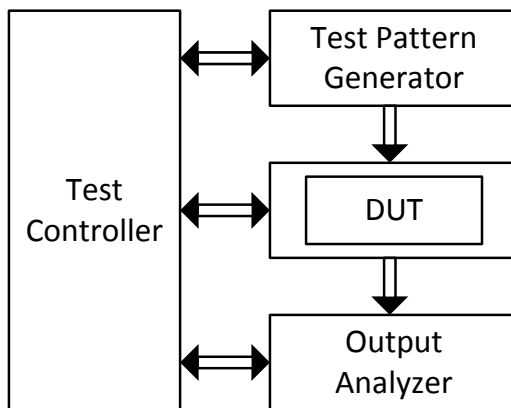 Test Pattern
Generator
Test
Controller
DUT
Output
Analyzer